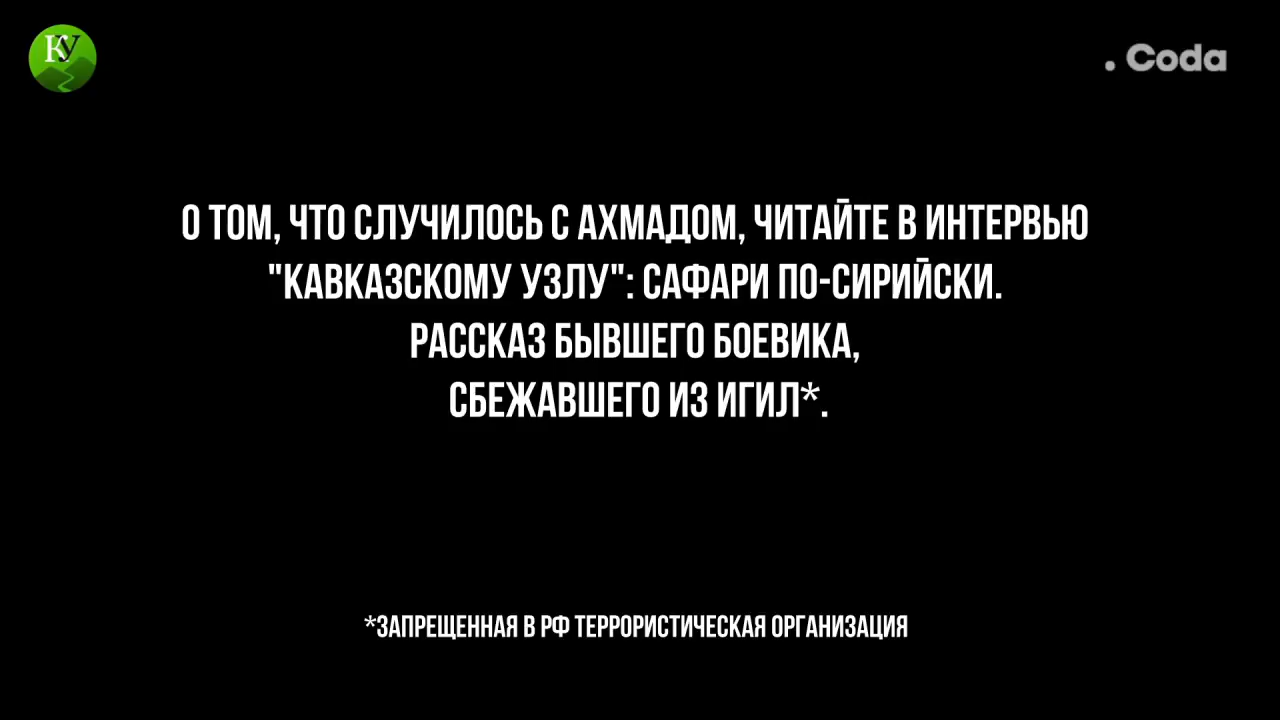 КУ
. Coda
О ТОМ, ЧТО СЛУЧИЛОСЬ С АХМАДОМ, ЧИТАЙТЕ В ИНТЕРВЬЮ
"КАВКАЗСКОМУ УЗЛУ": САФАРИ ПО-СИРИЙСКИ.
РАССКАЗ БЫВШЕГО БОЕВИКА,
СБЕЖАВШЕГО ИЗ ИГИЛ*.
*ЗАПРЕЩЕННАЯ В РФ ТЕРРОРИСТИЧЕСКАЯ ОРГАНИЗАЦИЯ